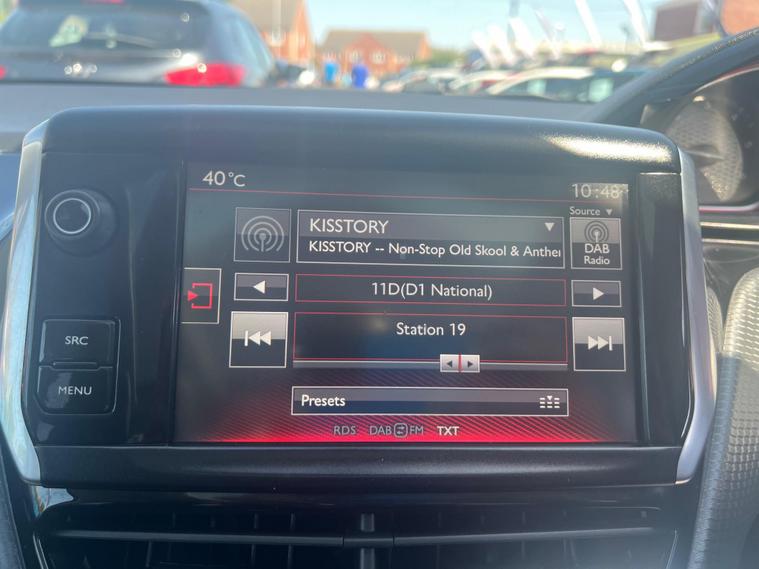 40°C
10:48
Source ▼
KISSTORY ▼
KISSTORY -- Non-Stop Old Skool & Anthe
DAB
Radio
11D(D1 National)
Station 19
SRC
MENU
Presets
RDS DAB FM TXT